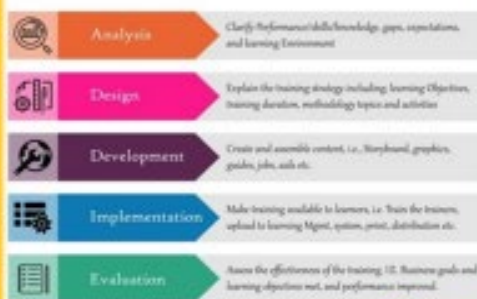 Analysis
Clarify Performance/skills/knowledge, gaps, expectations,
and learning Environment
Design
Explain the training strategy including, learning Objectives,
training duration, methodology topics and activities
Development
Create and assemble content, i.e., Storyboard, graphics,
guides, jobs, aids etc.
Implementation
Make training available to learners, i.e. Train the trainers,
upload to learning Mgmt, system, print, distribution etc.
Evaluation
Assess the effectiveness of the training, I.E. Business goals and
learning objectives met, and performance improved.